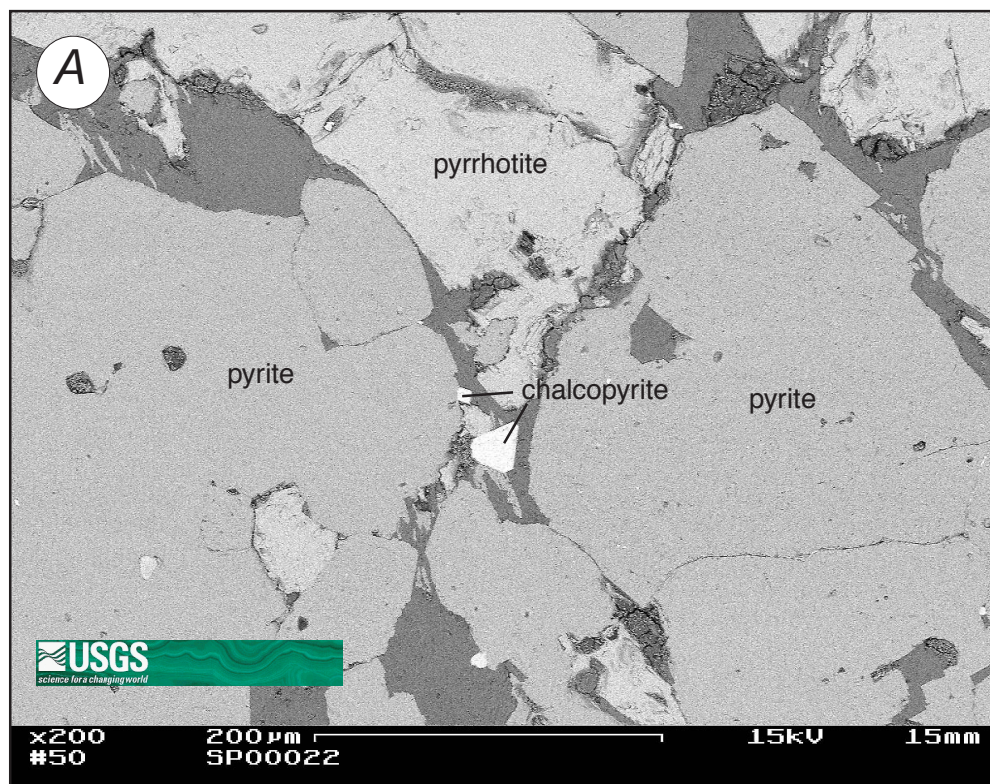 A
pyrrhotite
pyrite
chalcopyrite
pyrite
USGS
science for a changing world
x200 200µm 15kV 15mm
#50 SP00022